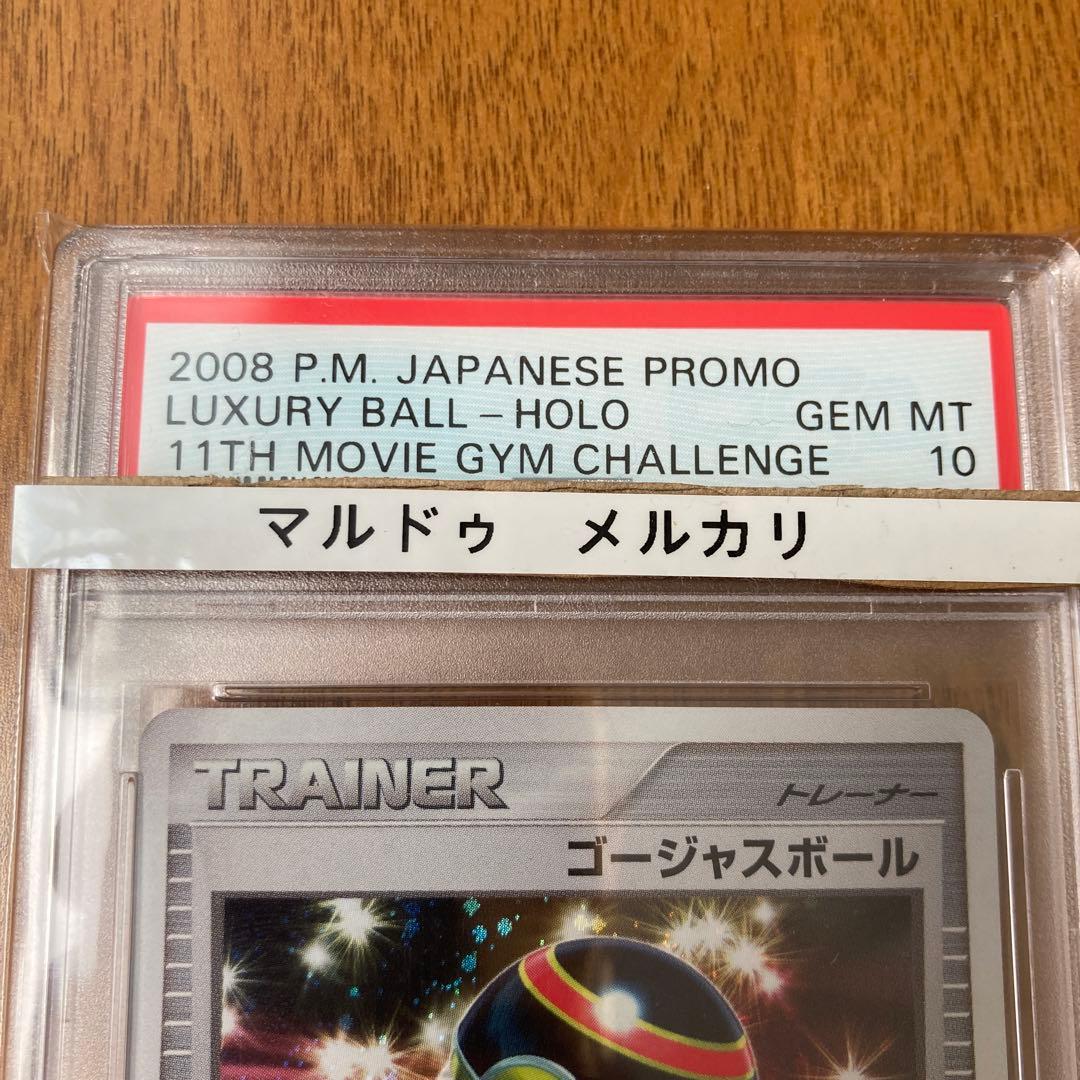 2008 P.M. JAPANESE PROMO
LUXURY BALL – HOLO GEM MT
11TH MOVIE GYM CHALLENGE 10
マルドゥ メルカリ
TRAINER トレーナー
ゴージャスボール